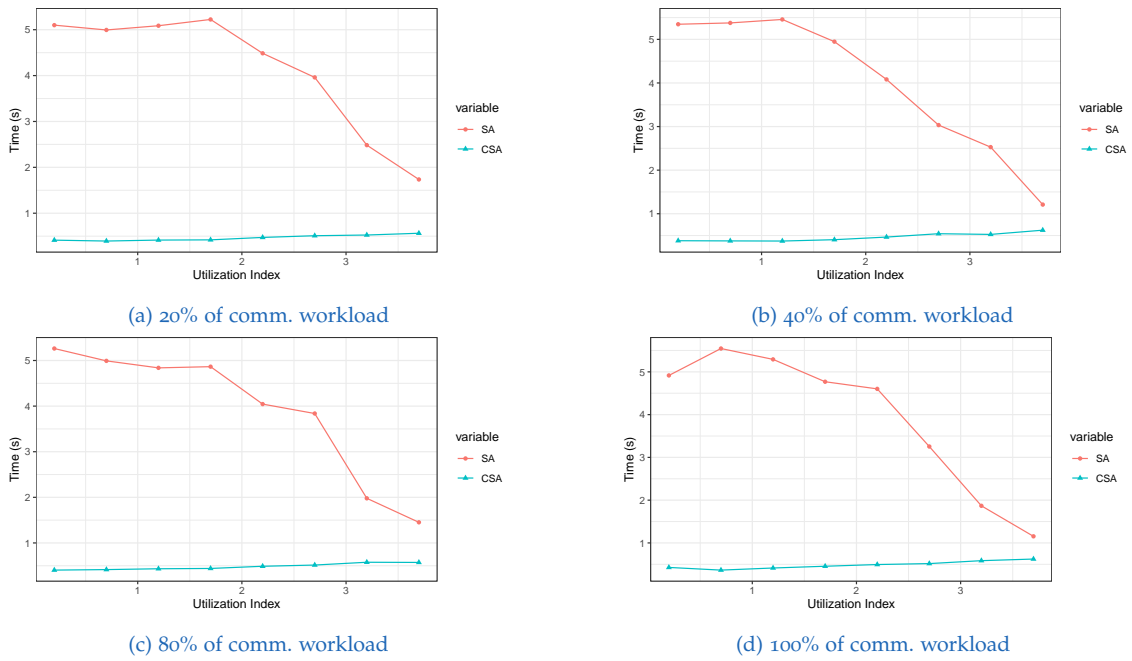 5
4
3
2
1
Time (s)
1
2
3
Utilization Index
variable
SA
CSA
(a) 20% of comm. workload
5
4
3
2
1
Time (s)
1
2
3
Utilization Index
variable
SA
CSA
(b) 40% of comm. workload
5
4
3
2
1
Time (s)
1
2
3
Utilization Index
variable
SA
CSA
(c) 80% of comm. workload
5
4
3
2
1
Time (s)
1
2
3
Utilization Index
variable
SA
CSA
(d) 100% of comm. workload